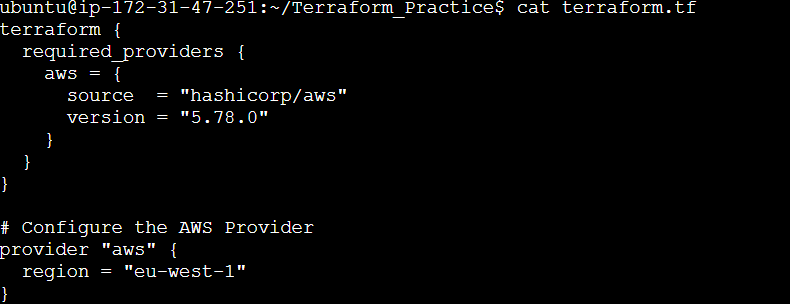 ubuntu@ip-172-31-47-251:~/Terraform_Practice$ cat terraform.tf
terraform {
  required_providers {
    aws = {
      source  = "hashicorp/aws"
      version = "5.78.0"
    }
  }
}

# Configure the AWS Provider
provider "aws" {
  region = "eu-west-1"
}